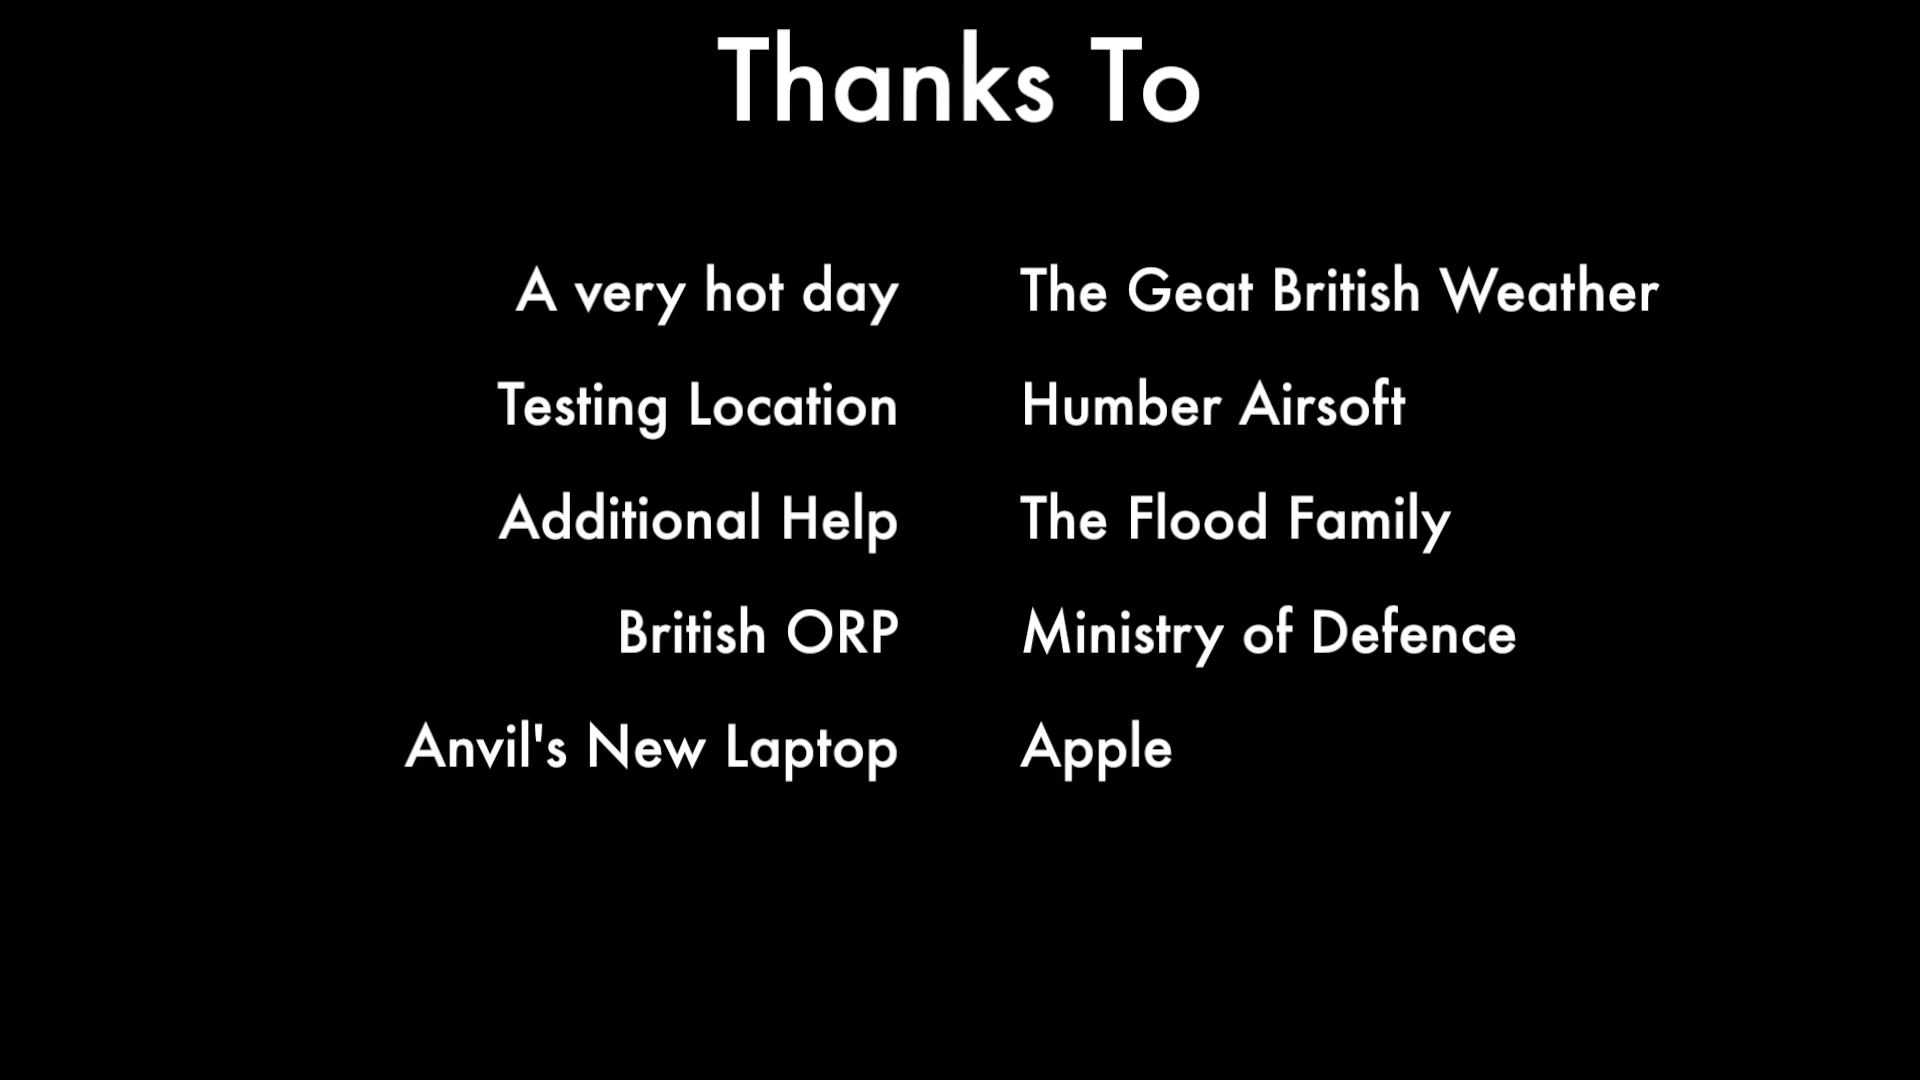 Thanks To
A very hot day The Geat British Weather
Testing Location Humber Airsoft
Additional Help The Flood Family
British ORP Ministry of Defence
Anvil's New Laptop Apple